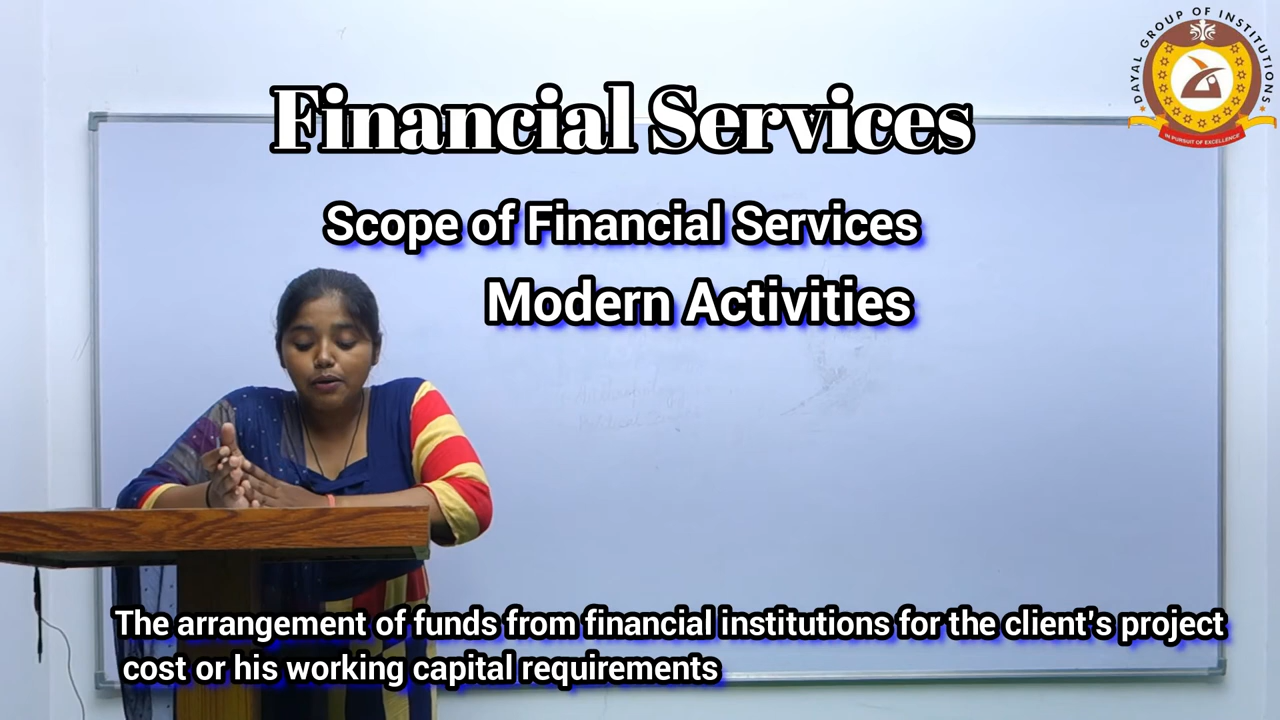 DAYAL GROUP OF INSTITUTIONS
IN PURSUIT OF EXCELLENCE
Financial Services
Scope of Financial Services
Modern Activities
The arrangement of funds from financial institutions for the client's project
cost or his working capital requirements